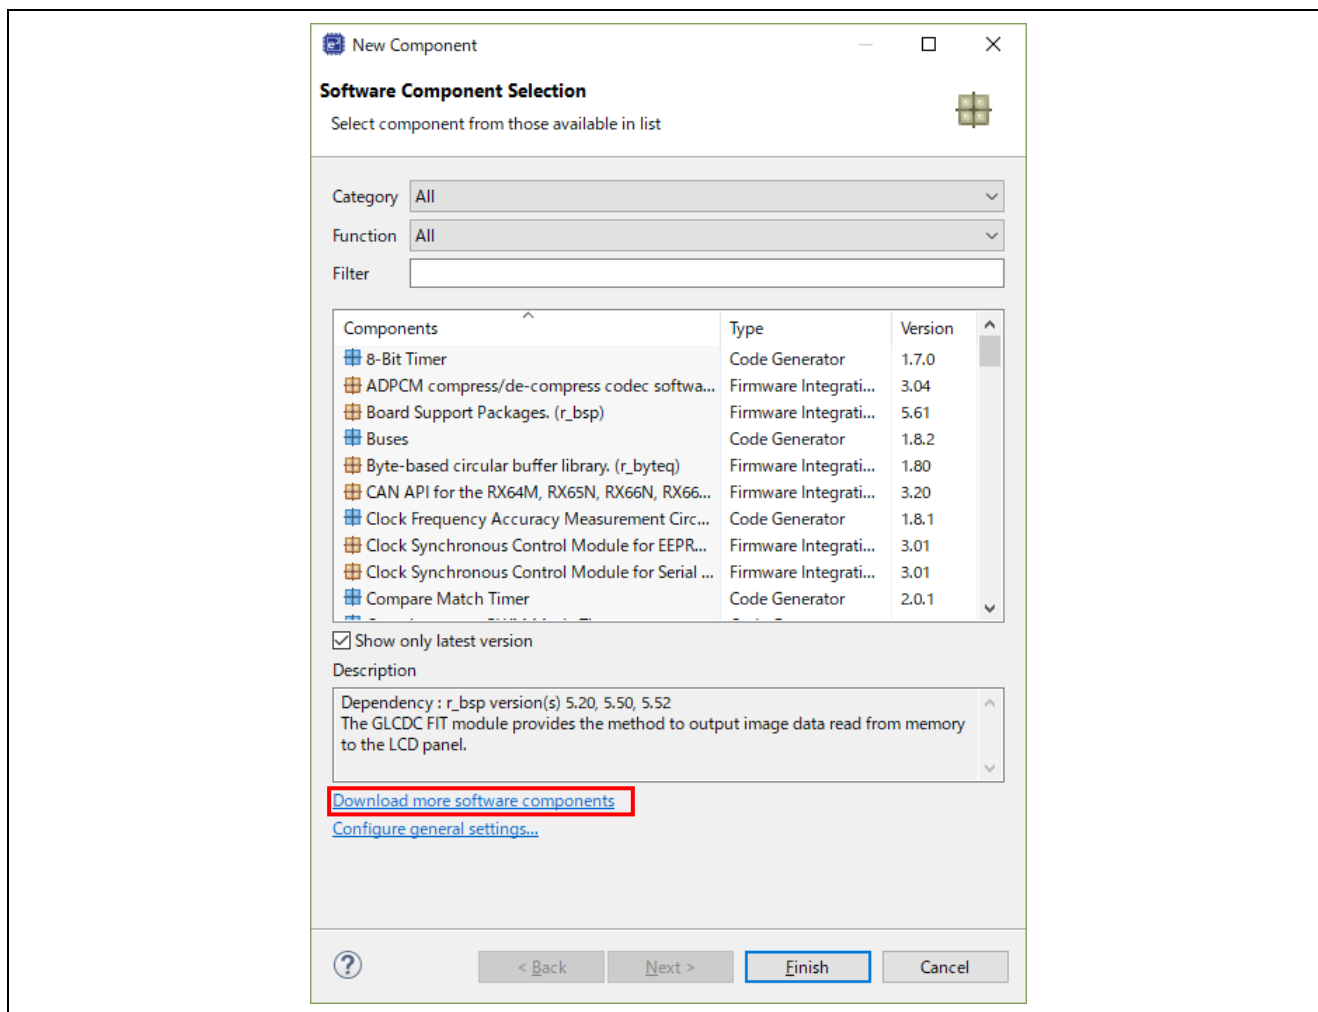 New Component
Software Component Selection
Select component from those available in list
Category All
Function All
Filter
Components Type Version
8-Bit Timer Code Generator 1.7.0
ADPCM compress/de-compress codec softwa... Firmware Integrati... 3.04
Board Support Packages. (r_bsp) Firmware Integrati... 5.61
Buses Code Generator 1.8.2
Byte-based circular buffer library. (r_byteq) Firmware Integrati... 1.80
CAN API for the RX64M, RX65N, RX66N, RX66... Firmware Integrati... 3.20
Clock Frequency Accuracy Measurement Circ... Code Generator 1.8.1
Clock Synchronous Control Module for EEPR... Firmware Integrati... 3.01
Clock Synchronous Control Module for Serial ... Firmware Integrati... 3.01
Compare Match Timer Code Generator 2.0.1
Show only latest version
Description
Dependency : r_bsp version(s) 5.20, 5.50, 5.52
The GLCDC FIT module provides the method to output image data read from memory
to the LCD panel.
Download more software components
Configure general settings...
? < Back Next > Finish Cancel